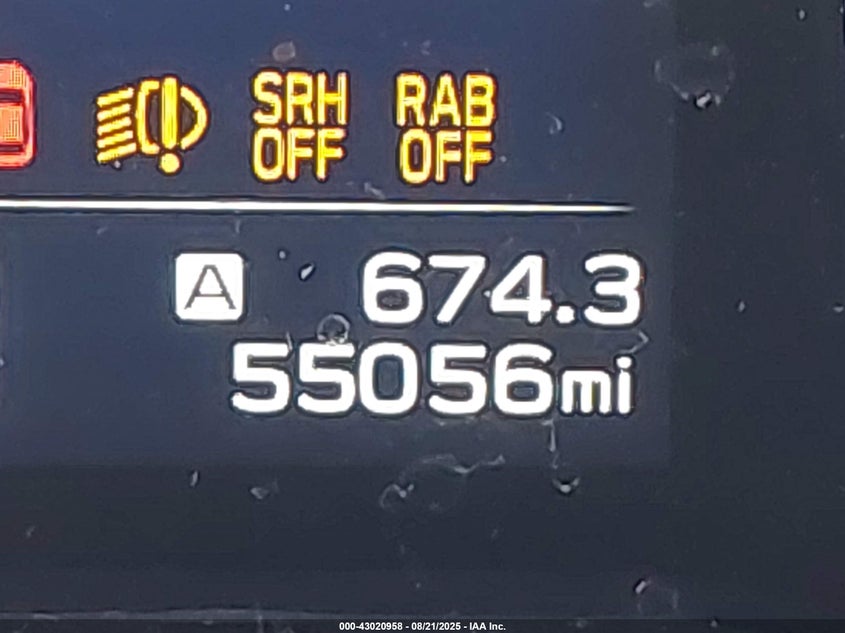 SRH RAB
OFF OFF
A 674.3
55056mi
000-43020958 - 08/21/2025 - IAA Inc.